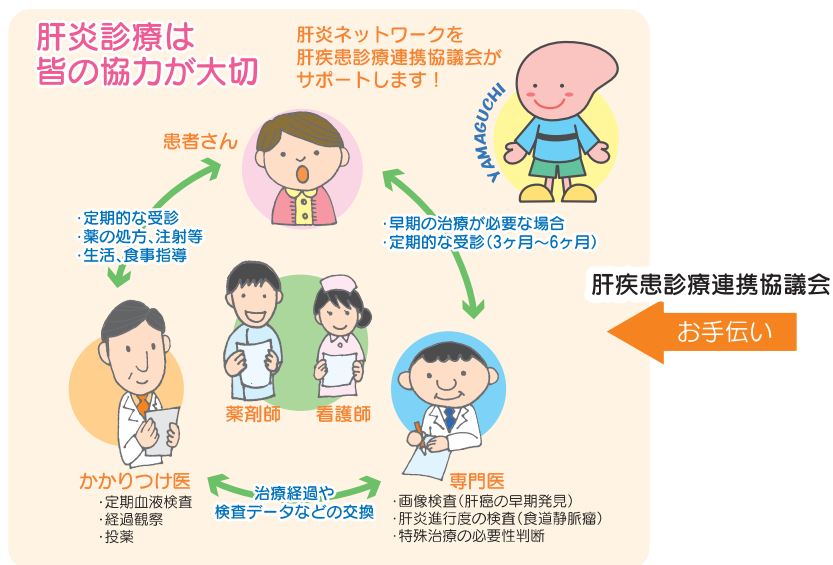 肝炎診療は
皆の協力が大切
肝炎ネットワークを
肝疾患診療連携協議会が
サポートします！
YAMAGUCHI
患者さん
・定期的な受診
・薬の処方、注射等
・生活、食事指導
・早期の治療が必要な場合
・定期的な受診（3ヶ月～6ヶ月）
肝疾患診療連携協議会
お手伝い
薬剤師
看護師
かかりつけ医
・定期血液検査
・経過観察
・投薬
治療経過や
検査データなどの交換
専門医
・画像検査（肝癌の早期発見）
・肝炎進行度の検査（食道静脈瘤）
・特殊治療の必要性判断